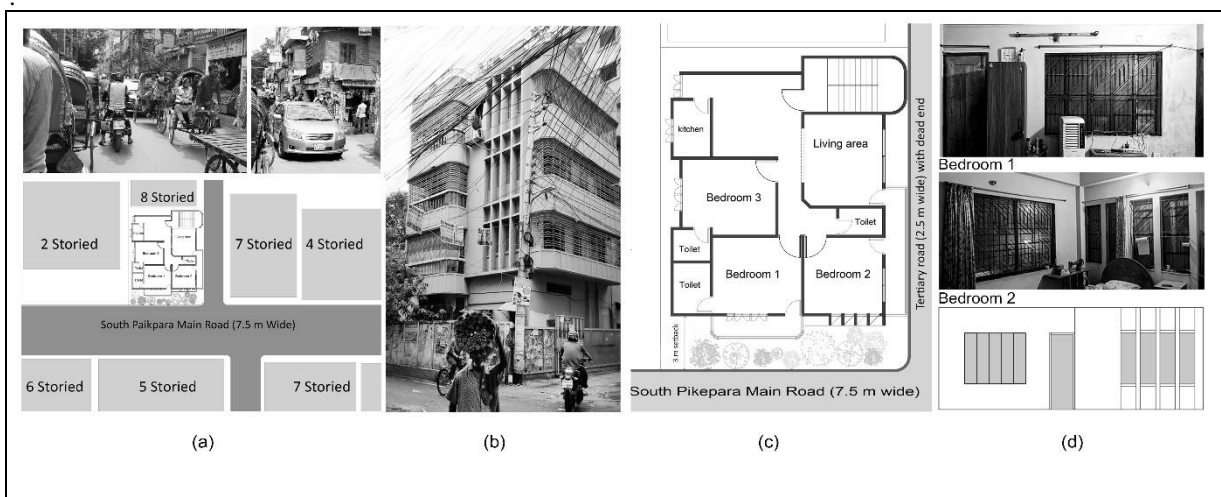 .
8 Storied
2 Storied
7 Storied
4 Storied
South Paikpara Main Road (7.5 m Wide)
6 Storied
5 Storied
7 Storied
(a)
(b)
kitchen
Living area
Bedroom 3
Toilet
Toilet
Bedroom 1
Bedroom 2
Toilet
3 m setback
Tertiary road (2.5 m wide) with dead end
South Pikepara Main Road (7.5 m wide)
(c)
Bedroom 1
Bedroom 2
(d)